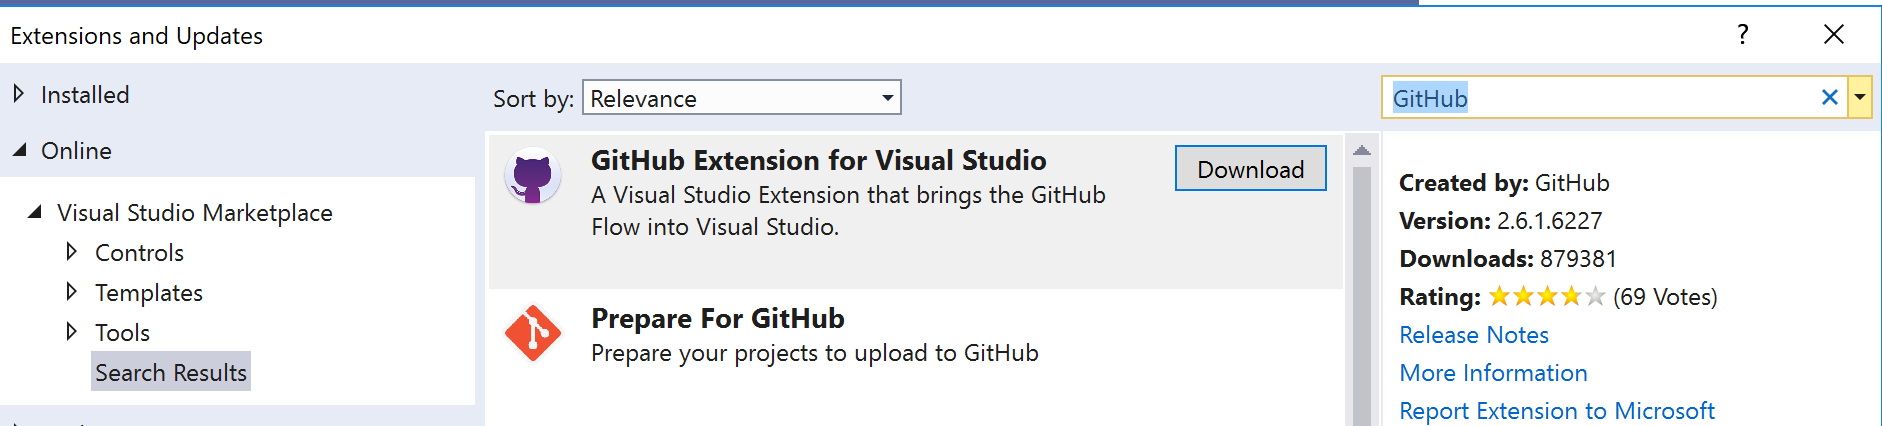 Extensions and Updates
?
Installed
Sort by: Relevance
GitHub
Online
Visual Studio Marketplace
Controls
Templates
Tools
Search Results
GitHub Extension for Visual Studio
Download
A Visual Studio Extension that brings the GitHub
Flow into Visual Studio.
Prepare For GitHub
Prepare your projects to upload to GitHub
Created by: GitHub
Version: 2.6.1.6227
Downloads: 879381
Rating: (69 Votes)
Release Notes
More Information
Report Extension to Microsoft